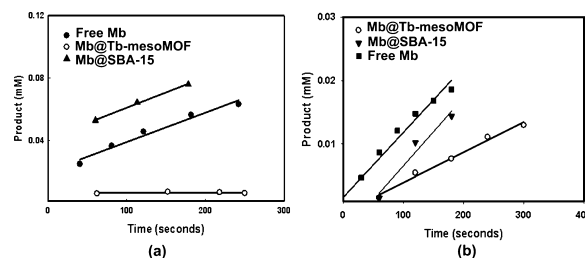 0.12
0.08
0.04
Product (mM)
Free Mb
Mb@Tb-mesoMOF
Mb@SBA-15
0 100 200 300
Time (seconds)
(a)
0.03
0.02
0.01
Product (mM)
Mb@Tb-mesoMOF
Mb@SBA-15
Free Mb
0 100 200 300 40
Time (seconds)
(b)